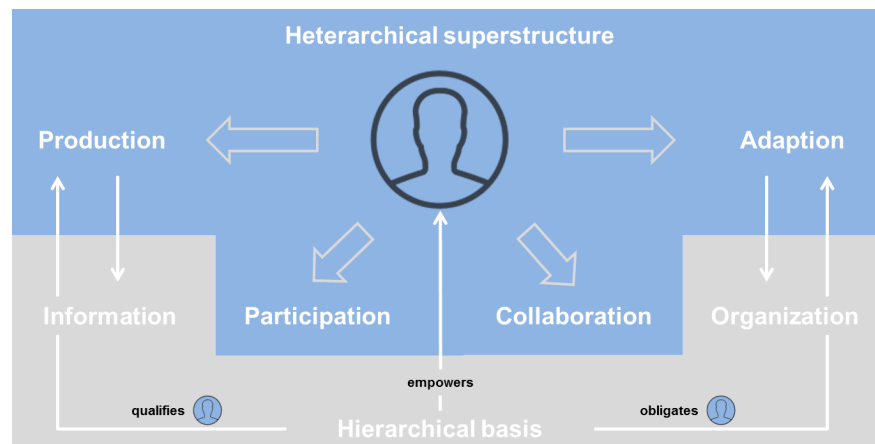 Heterarchical superstructure
Production
Adaption
Information
Participation
Collaboration
Organization
empowers
qualifies
obligates
Hierarchical basis